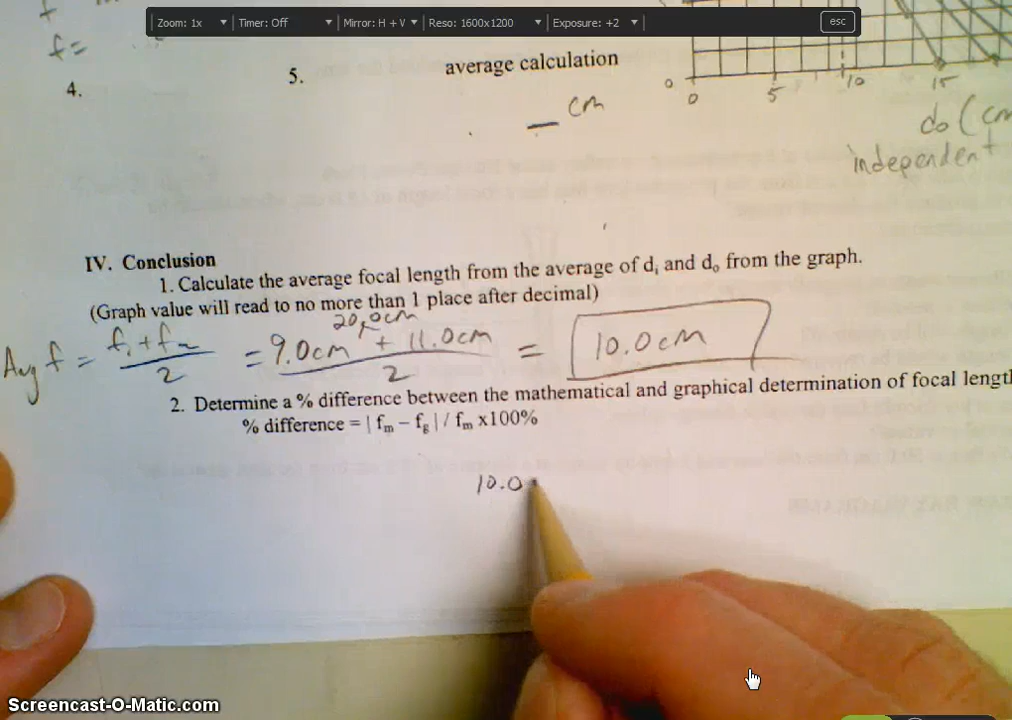 Zoom: 1x Timer: Off Mirror: H + V Reso: 1600x1200 Exposure: +2 esc
f =
4. 5. average calculation
_ cm
0
0 5 10 15
do (cm
independent
IV. Conclusion
1. Calculate the average focal length from the average of dᵢ and dₒ from the graph.
(Graph value will read to no more than 1 place after decimal)
20.0cm
Avg f = f₁ + f₂ / 2 = 9.0cm + 11.0cm / 2 = 10.0cm
2. Determine a % difference between the mathematical and graphical determination of focal lengt
% difference = | fₘ – f₉ | / fₘ x100%
10.0
Screencast-O-Matic.com